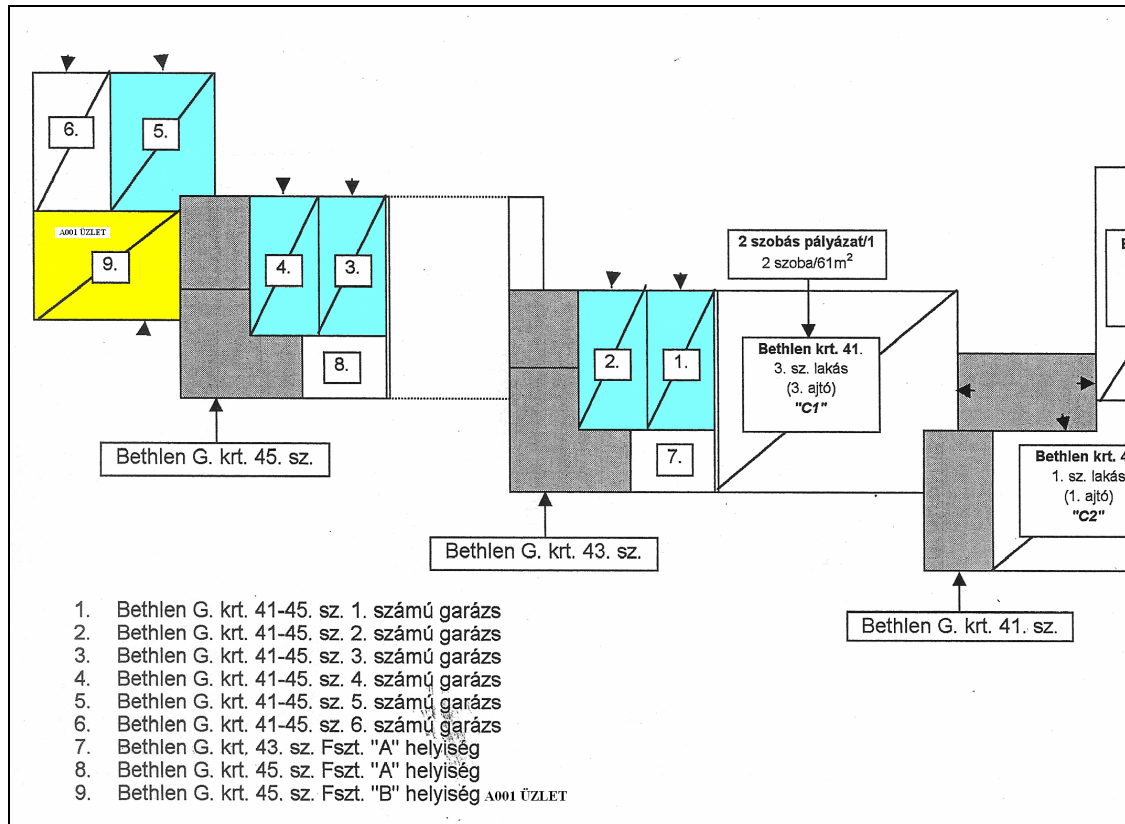 6.
5.
A001 ÜZLET
9.
4.
3.
8.
2 szobás pályázat/1
2 szoba/61m²
2.
1.
Bethlen krt. 41.
3. sz. lakás
(3. ajtó)
"C1"
7.
Bethlen krt. 4
1. sz. lakás
(1. ajtó)
"C2"
Bethlen G. krt. 45. sz.
Bethlen G. krt. 43. sz.
Bethlen G. krt. 41. sz.
1. Bethlen G. krt. 41-45. sz. 1. számú garázs
2. Bethlen G. krt. 41-45. sz. 2. számú garázs
3. Bethlen G. krt. 41-45. sz. 3. számú garázs
4. Bethlen G. krt. 41-45. sz. 4. számú garázs
5. Bethlen G. krt. 41-45. sz. 5. számú garázs
6. Bethlen G. krt. 41-45. sz. 6. számú garázs
7. Bethlen G. krt. 43. sz. Fszt. "A" helyiség
8. Bethlen G. krt. 45. sz. Fszt. "A" helyiség
9. Bethlen G. krt. 45. sz. Fszt. "B" helyiség A001 ÜZLET